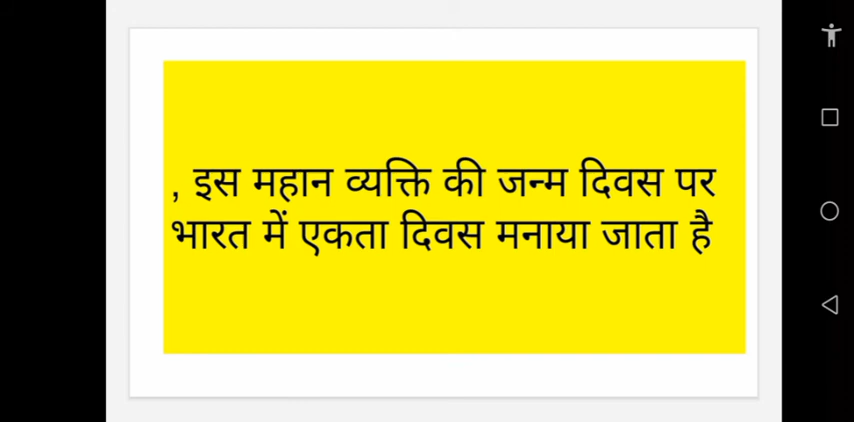 , इस महान व्यक्ति की जन्म दिवस पर
भारत में एकता दिवस मनाया जाता है